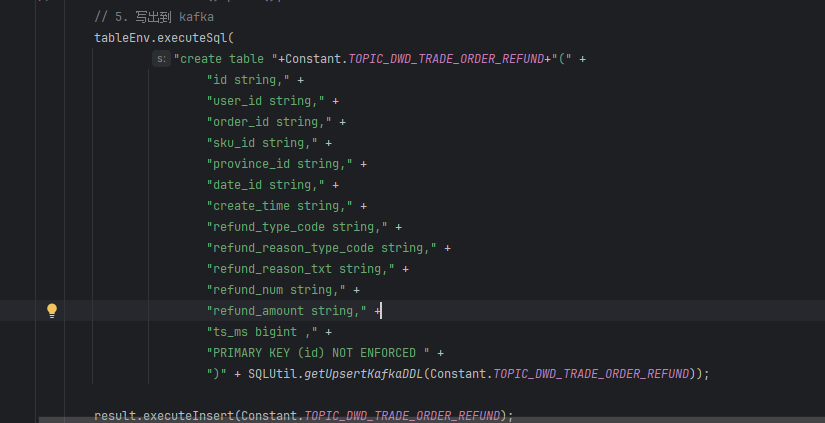 // 5. 写出到 kafka
tableEnv.executeSql(
s: "create table "+Constant.TOPIC_DWD_TRADE_ORDER_REFUND+"(" +
"id string," +
"user_id string," +
"order_id string," +
"sku_id string," +
"province_id string," +
"date_id string," +
"create_time string," +
"refund_type_code string," +
"refund_reason_type_code string," +
"refund_reason_txt string," +
"refund_num string," +
"refund_amount string," +
"ts_ms bigint ," +
"PRIMARY KEY (id) NOT ENFORCED " +
")" + SQLUtil.getUpsertKafkaDDL(Constant.TOPIC_DWD_TRADE_ORDER_REFUND));
result.executeInsert(Constant.TOPIC_DWD_TRADE_ORDER_REFUND);